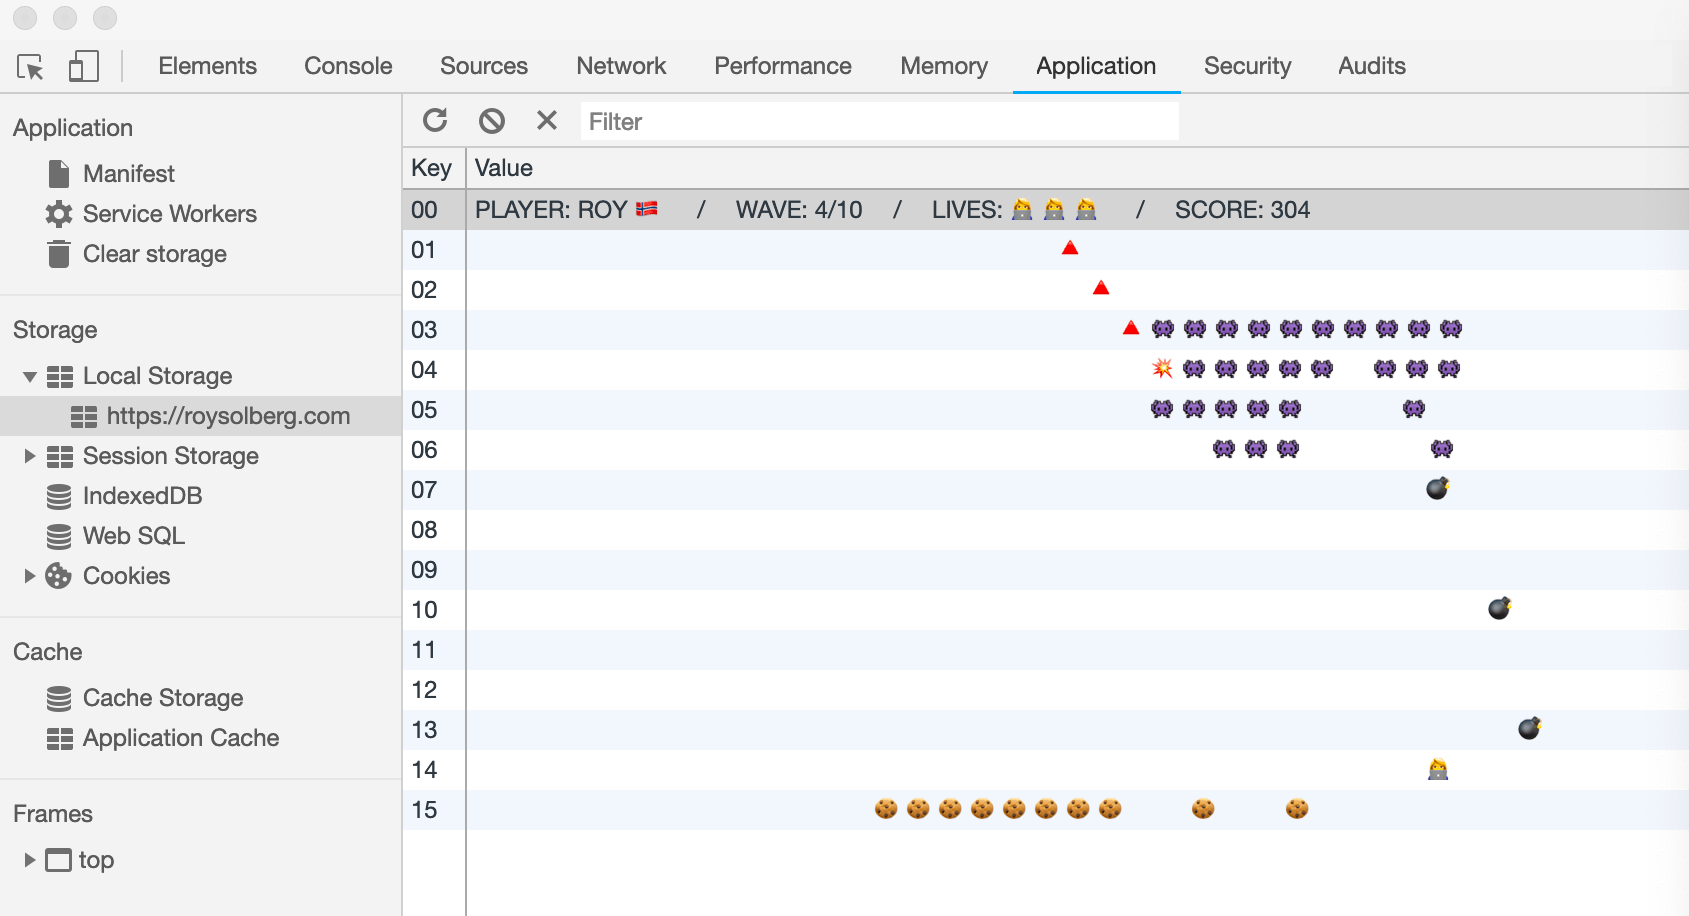 Elements Console Sources Network Performance Memory Application Security Audits
Application
Manifest
Service Workers
Clear storage
Storage
Local Storage
https://roysolberg.com
Session Storage
IndexedDB
Web SQL
Cookies
Cache
Cache Storage
Application Cache
Frames
top
Filter
Key Value
00 PLAYER: ROY 🇳🇴 / WAVE: 4/10 / LIVES: 👩‍💻 👩‍💻 👩‍💻 / SCORE: 304
01 🔺
02 🔺
03 🔺 👾 👾 👾 👾 👾 👾 👾 👾 👾 👾
04 💥 👾 👾 👾 👾 👾 👾 👾 👾
05 👾 👾 👾 👾 👾 👾
06 👾 👾 👾 👾
07 💣
08
09
10 💣
11
12
13 💣
14 👩‍💻
15 🍪 🍪 🍪 🍪 🍪 🍪 🍪 🍪 🍪 🍪